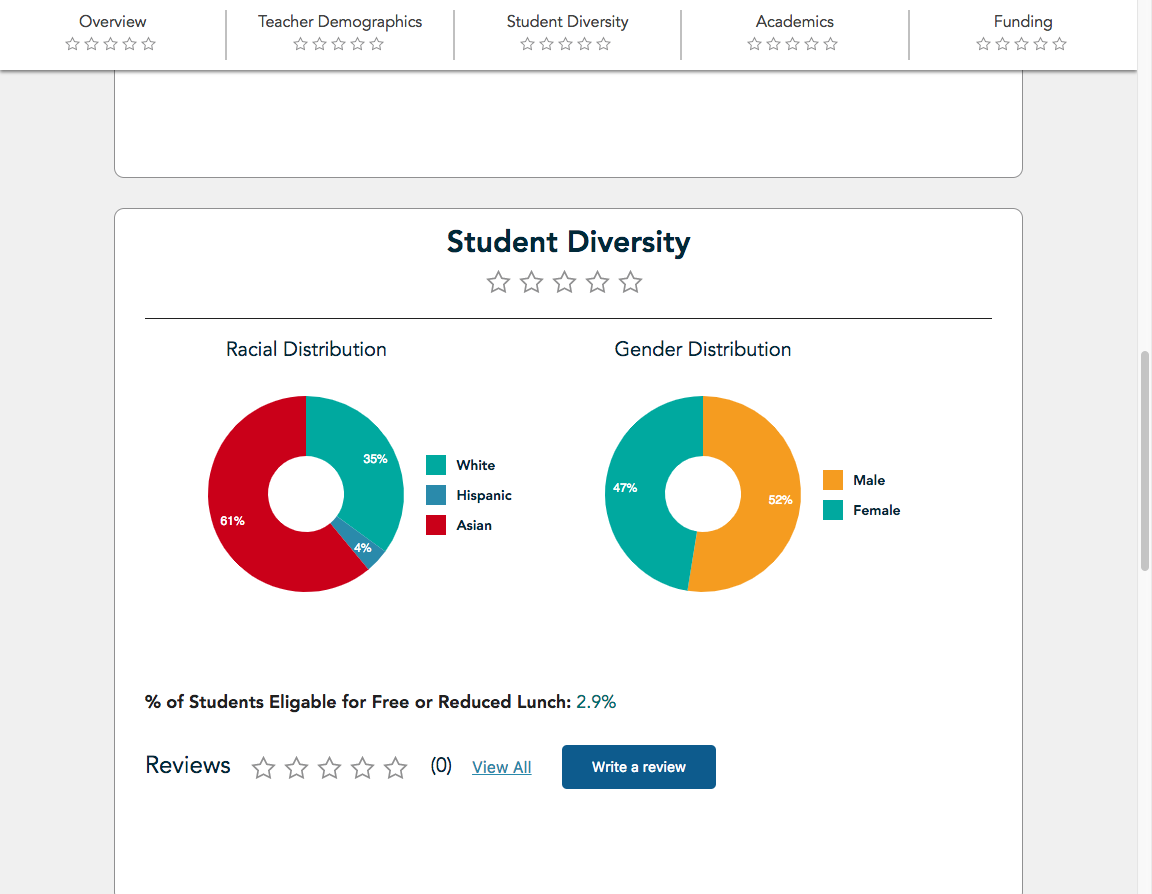 Overview
Teacher Demographics
Student Diversity
Academics
Funding
Student Diversity
Racial Distribution
35%
4%
61%
White
Hispanic
Asian
Gender Distribution
47%
52%
Male
Female
% of Students Eligable for Free or Reduced Lunch: 2.9%
Reviews (0) View All Write a review